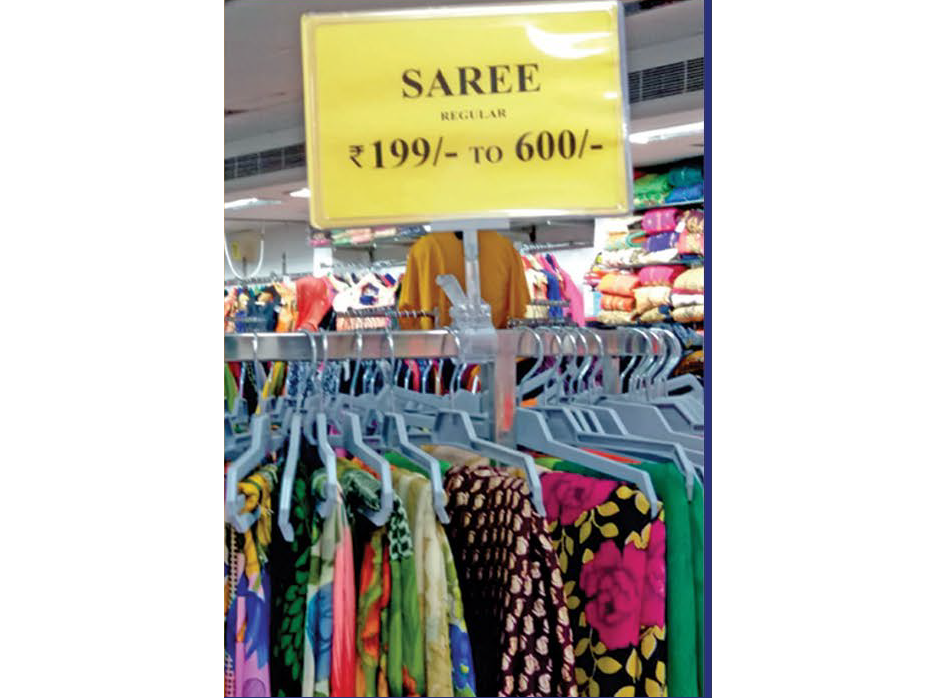 SAREE
REGULAR
₹199/- TO 600/-